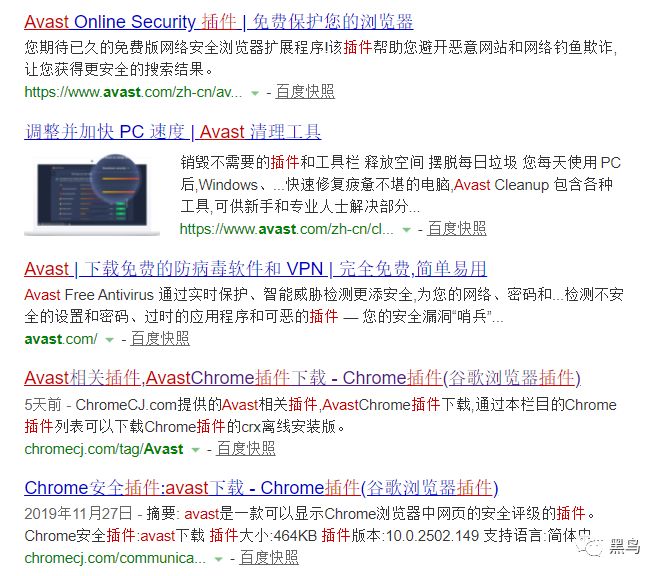 Avast Online Security 插件 | 免费保护您的浏览器
您期待已久的免费版网络安全浏览器扩展程序!该插件帮助您避开恶意网站和网络钓鱼欺诈,
让您获得更安全的搜索结果。
https://www.avast.com/zh-cn/av... - 百度快照
调整并加快 PC 速度 | Avast 清理工具
销毁不需要的插件和工具栏 释放空间 摆脱每日垃圾 您每天使用 PC
后,Windows、...快速修复疲惫不堪的电脑,Avast Cleanup 包含各种
工具,可供新手和专业人士解决部分...
https://www.avast.com/zh-cn/cl... - 百度快照
Avast | 下载免费的防病毒软件和 VPN | 完全免费,简单易用
Avast Free Antivirus 通过实时保护、智能威胁检测更添安全,为您的网络、密码和...检测不安
全的设置和密码、过时的应用程序和可恶的插件 — 您的安全漏洞“哨兵”...
avast.com/ - 百度快照
Avast相关插件,AvastChrome插件下载 - Chrome插件(谷歌浏览器插件)
5天前 - ChromeCJ.com提供的Avast相关插件,AvastChrome插件下载,通过本栏目的Chrome
插件列表可以下载Chrome插件的crx离线安装版。
chromecj.com/tag/Avast - 百度快照
Chrome安全插件:avast下载 - Chrome插件(谷歌浏览器插件)
2019年11月27日 - 摘要: avast是一款可以显示Chrome浏览器中网页的安全评级的插件。
Chrome安全插件:avast下载 插件大小:464KB 插件版本:10.0.2502.149 支持语言:简体中
chromecj.com/communica... - 百度快照
黑鸟